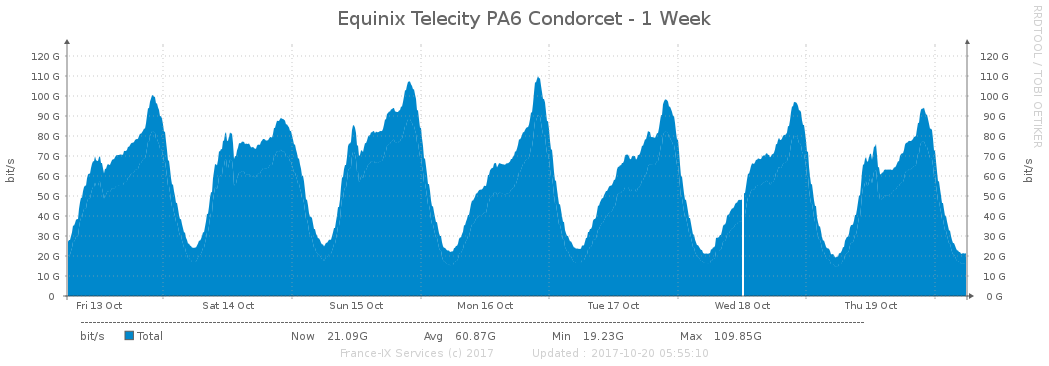 Equinix Telecity PA6 Condorcet - 1 Week
RRDTOOL / TOBI OETIKER
bit/s
120 G 120 G
110 G 110 G
100 G 100 G
90 G 90 G
80 G 80 G
70 G 70 G
60 G 60 G
50 G 50 G
40 G 40 G
30 G 30 G
20 G 20 G
10 G 10 G
0 0 G
bit/s
Fri 13 Oct Sat 14 Oct Sun 15 Oct Mon 16 Oct Tue 17 Oct Wed 18 Oct Thu 19 Oct
bit/s Total Now 21.09G Avg 60.87G Min 19.23G Max 109.85G
France-IX Services (c) 2017 Updated : 2017-10-20 05:55:10